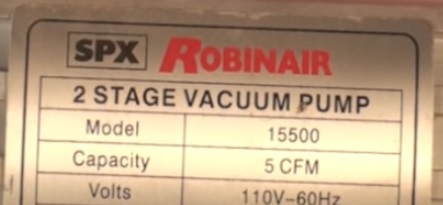 SPX ROBINAIR
2 STAGE VACUUM PUMP
Model 15500
Capacity 5 CFM
Volts 110V-60Hz